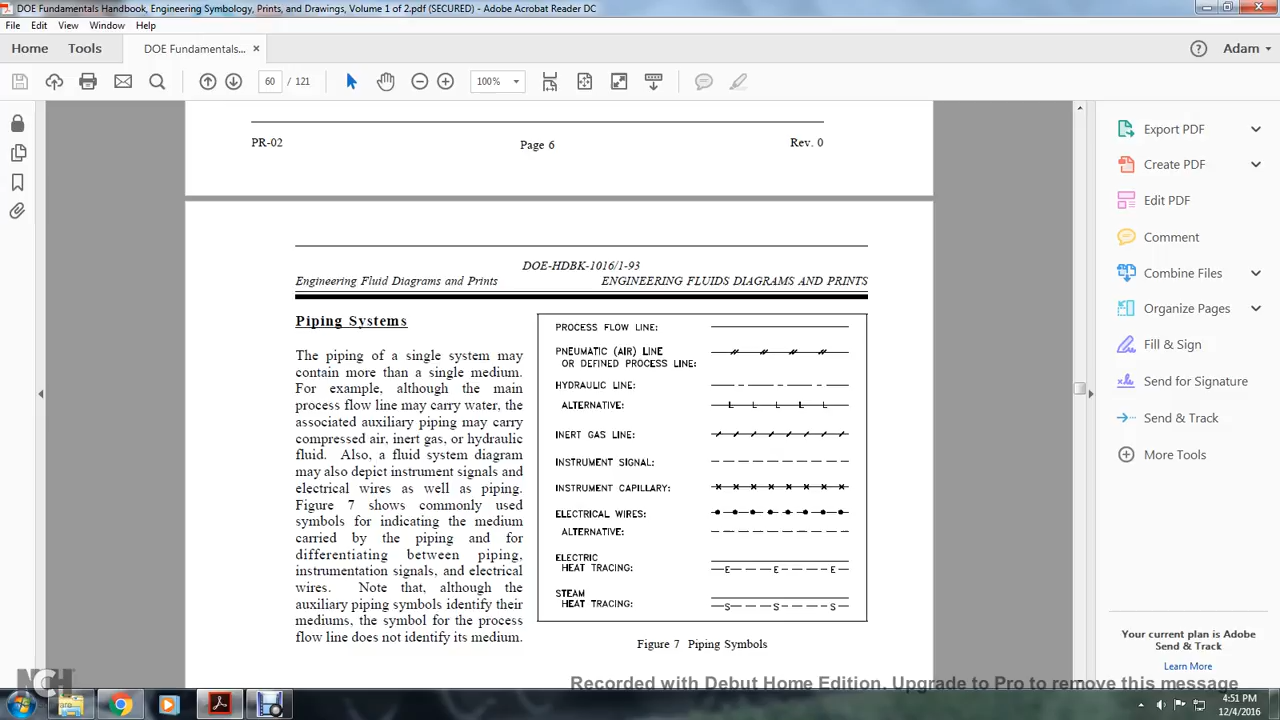 DOE Fundamentals Handbook, Engineering Symbology, Prints, and Drawings, Volume 1 of 2.pdf (SECURED) - Adobe Acrobat Reader DC
File Edit View Window Help
Home Tools DOE Fundamentals... × Adam
60 / 121 100%
PR-02 Page 6 Rev. 0
DOE-HDBK-1016/1-93
Engineering Fluid Diagrams and Prints ENGINEERING FLUIDS DIAGRAMS AND PRINTS
Piping Systems
The piping of a single system may
contain more than a single medium.
For example, although the main
process flow line may carry water, the
associated auxiliary piping may carry
compressed air, inert gas, or hydraulic
fluid. Also, a fluid system diagram
may also depict instrument signals and
electrical wires as well as piping.
Figure 7 shows commonly used
symbols for indicating the medium
carried by the piping and for
differentiating between piping,
instrumentation signals, and electrical
wires. Note that, although the
auxiliary piping symbols identify their
mediums, the symbol for the process
flow line does not identify its medium.
PROCESS FLOW LINE:
PNEUMATIC (AIR) LINE
OR DEFINED PROCESS LINE:
HYDRAULIC LINE:
ALTERNATIVE: L L L L L
INERT GAS LINE:
INSTRUMENT SIGNAL:
INSTRUMENT CAPILLARY:
ELECTRICAL WIRES:
ALTERNATIVE:
ELECTRIC
HEAT TRACING: E E E
STEAM
HEAT TRACING: S S S
Figure 7 Piping Symbols
Export PDF
Create PDF
Edit PDF
Comment
Combine Files
Organize Pages
Fill & Sign
Send for Signature
Send & Track
More Tools
Your current plan is Adobe
Send & Track
Learn More
NCH
Recorded with Debut Home Edition. Upgrade to Pro to remove this message
4:51 PM
12/4/2016